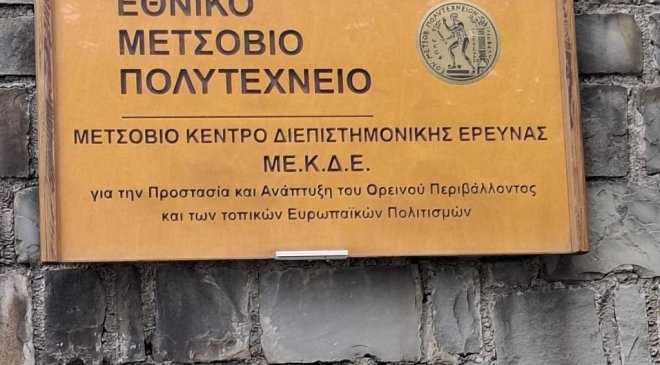 ΕΘΝΙΚΟ
ΜΕΤΣΟΒΙΟ
ΠΟΛΥΤΕΧΝΕΙΟ
ΜΕΤΣΟΒΙΟ ΚΕΝΤΡΟ ΔΙΕΠΙΣΤΗΜΟΝΙΚΗΣ ΕΡΕΥΝΑΣ
ΜΕ.Κ.Δ.Ε.
για την Προστασία και Ανάπτυξη του Ορεινού Περιβάλλοντος
και των τοπικών Ευρωπαϊκών Πολιτισμών